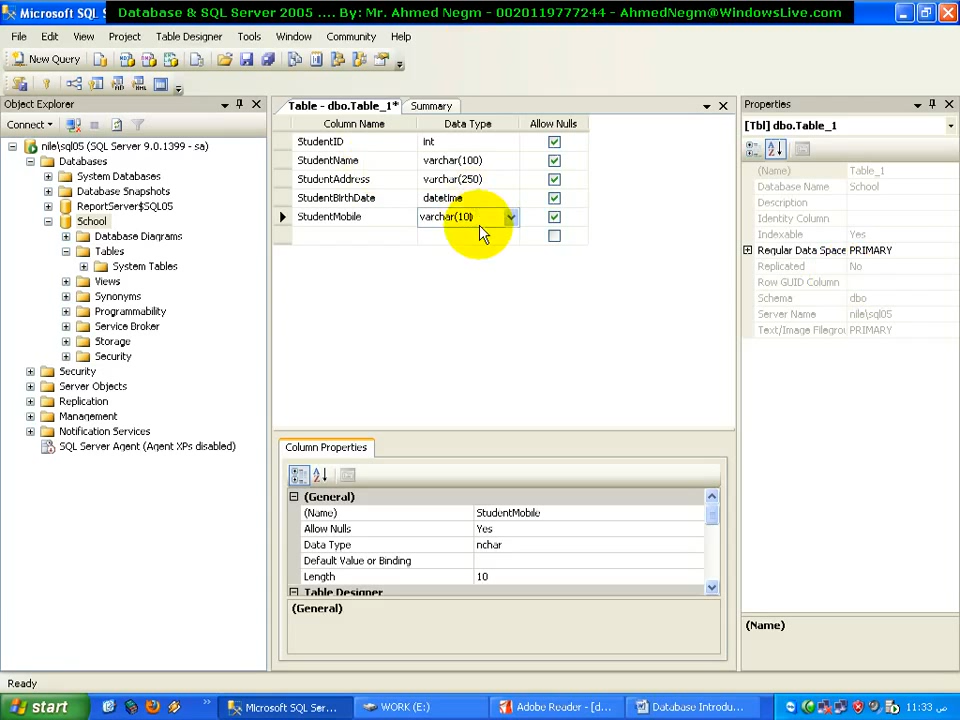 Microsoft SQL S
Database & SQL Server 2005 .... By: Mr. Ahmed Negm - 0020119777244 - AhmedNegm@WindowsLive.com
File Edit View Project Table Designer Tools Window Community Help
New Query
Object Explorer
Connect
nile\sql05 (SQL Server 9.0.1399 - sa)
Databases
System Databases
Database Snapshots
ReportServer$SQL05
School
Database Diagrams
Tables
System Tables
Views
Synonyms
Programmability
Service Broker
Storage
Security
Security
Server Objects
Replication
Management
Notification Services
SQL Server Agent (Agent XPs disabled)
Table - dbo.Table_1* Summary
Column Name Data Type Allow Nulls
StudentID int
StudentName varchar(100)
StudentAddress varchar(250)
StudentBirthDate datetime
StudentMobile varchar(10)
Column Properties
(General)
(Name) StudentMobile
Allow Nulls Yes
Data Type nchar
Default Value or Binding
Length 10
Table Designer
(General)
Properties
[Tbl] dbo.Table_1
(Name) Table_1
Database Name School
Description
Identity Column
Indexable Yes
Regular Data Space PRIMARY
Replicated No
Row GUID Column
Schema dbo
Server Name nile\sql05
Text/Image Filegrou PRIMARY
(Name)
Ready
start
Microsoft SQL Ser...
WORK (E:)
Adobe Reader - [d...
Database Introdu...
11:33 ص